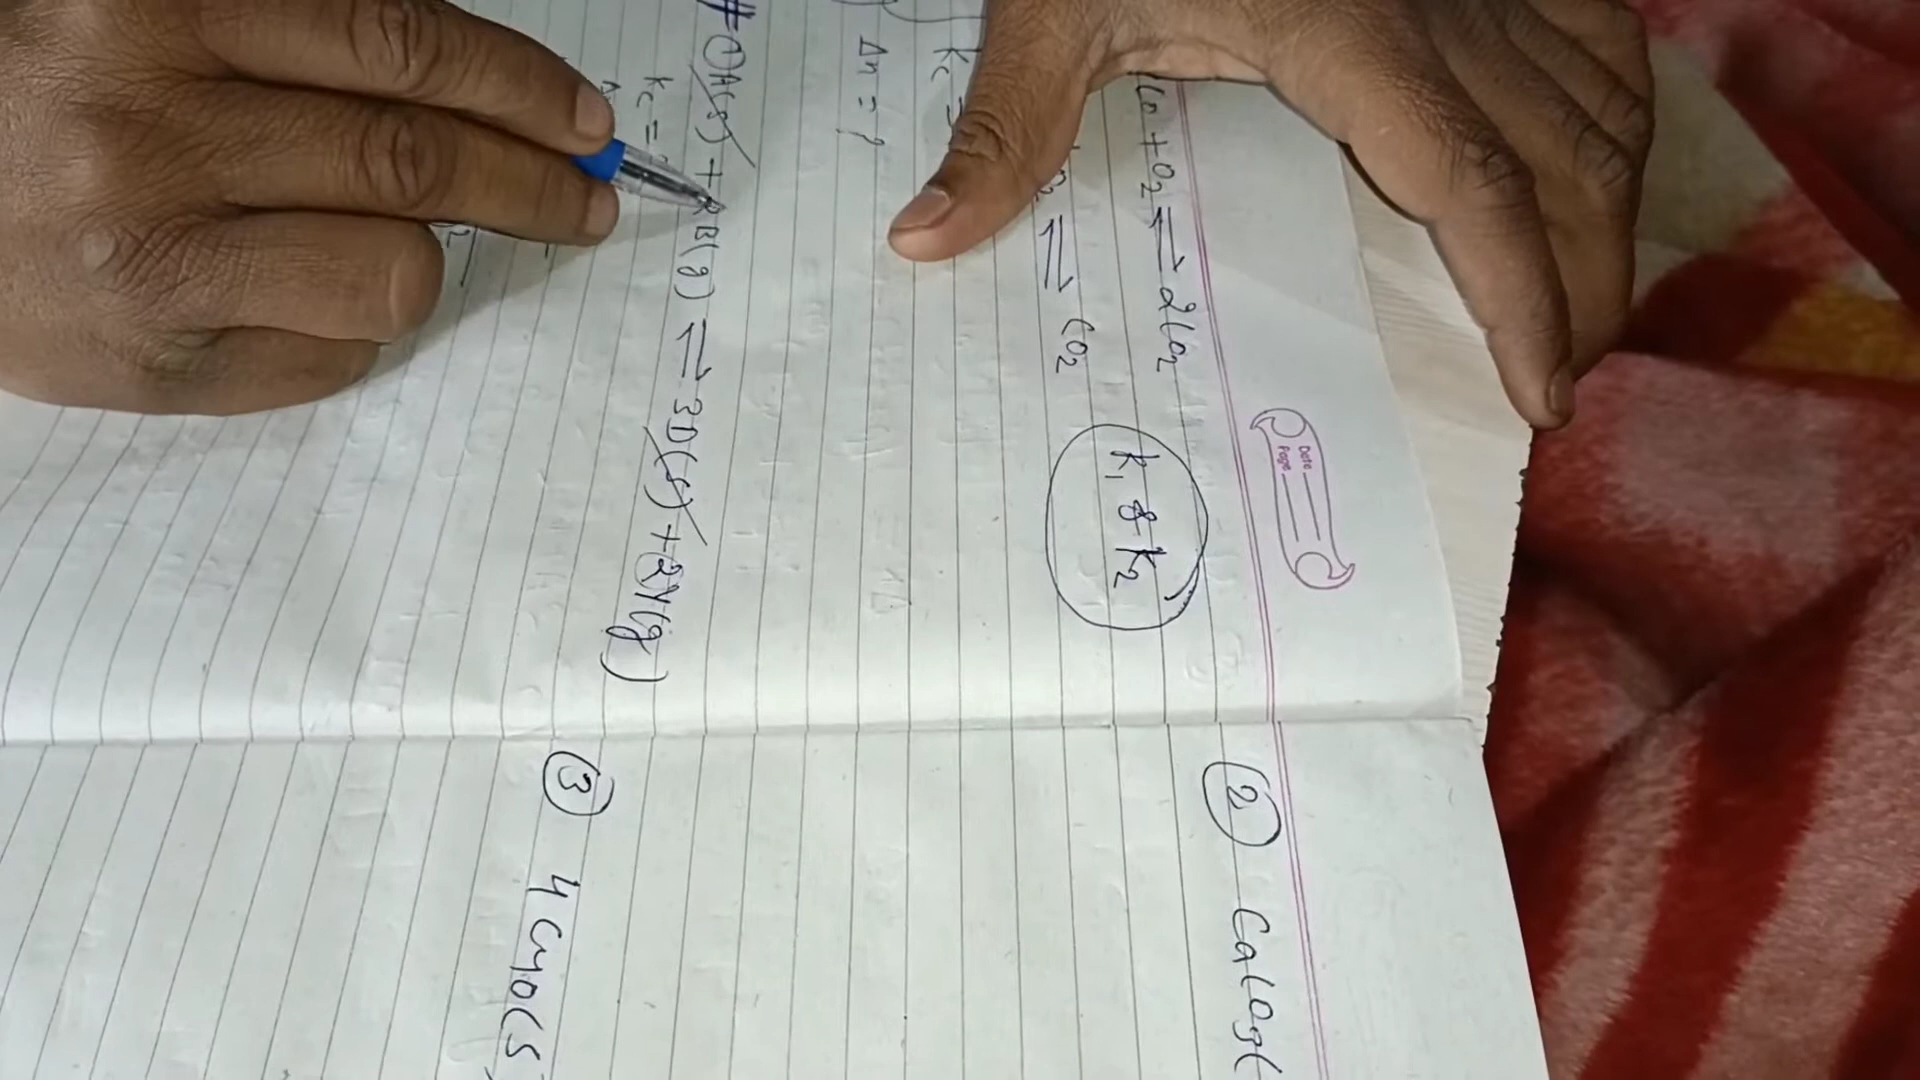 Date
Page
Co + O₂ ⇌ 2CO₂
O₂ ⇌ CO₂
K₁ & K₂
Kc =
Δn = ?
# ① A(s) + 2B(g) ⇌ 3D(s) + 2Y(g)
Kc =
② CaCO₃(
③ 4CuO(s